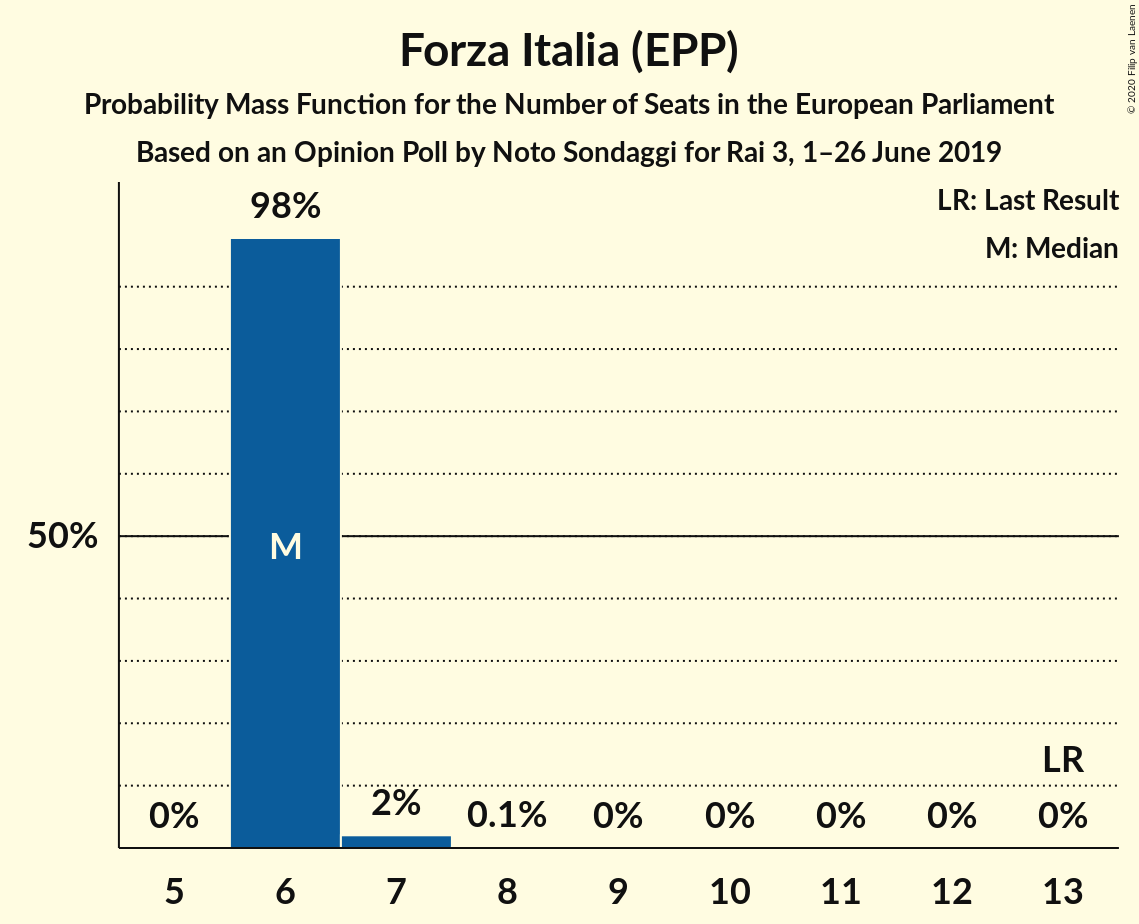 Forza Italia (EPP)
Probability Mass Function for the Number of Seats in the European Parliament
Based on an Opinion Poll by Noto Sondaggi for Rai 3, 1–26 June 2019
© 2020 Filip van Laenen
LR: Last Result
M: Median
98%
50%
M
LR
0%
2%
0.1%
0%
0%
0%
0%
0%
5
6
7
8
9
10
11
12
13